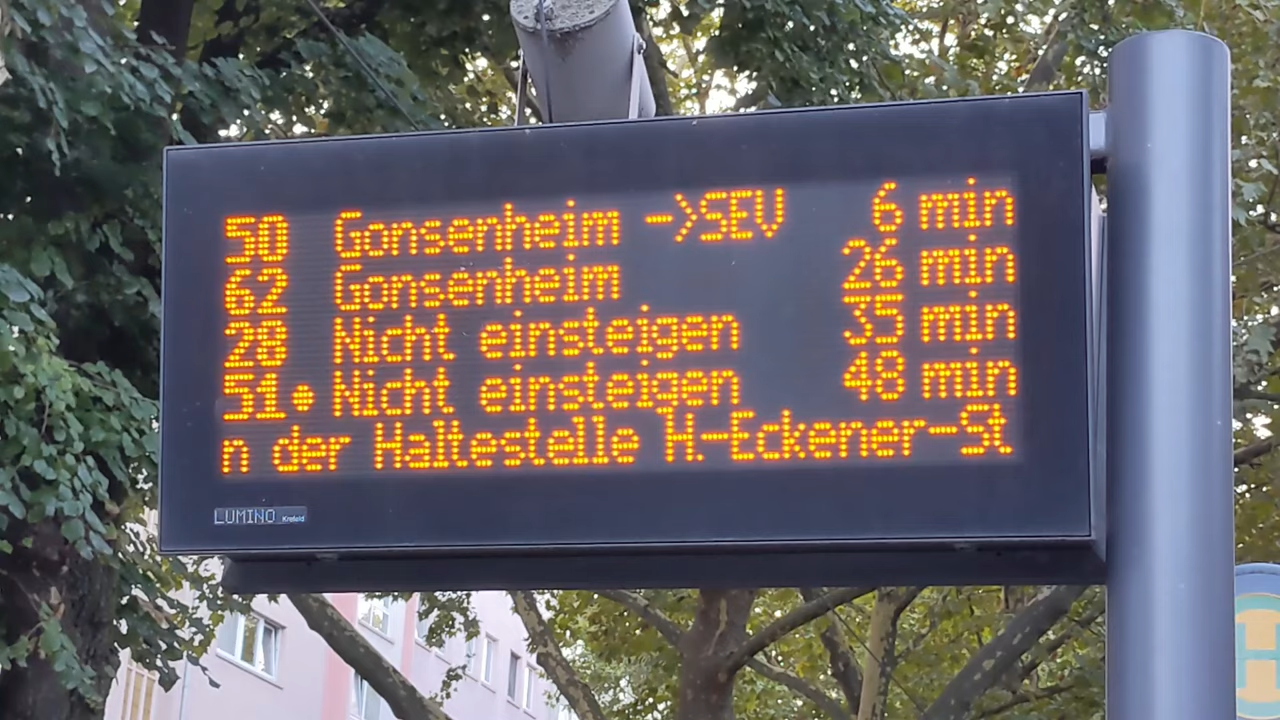 50 Gonsenheim ->SEV 6 min
62 Gonsenheim 26 min
28 Nicht einsteigen 35 min
51• Nicht einsteigen 48 min
n der Haltestelle H-Eckener-St
LUMINO Krefeld
H